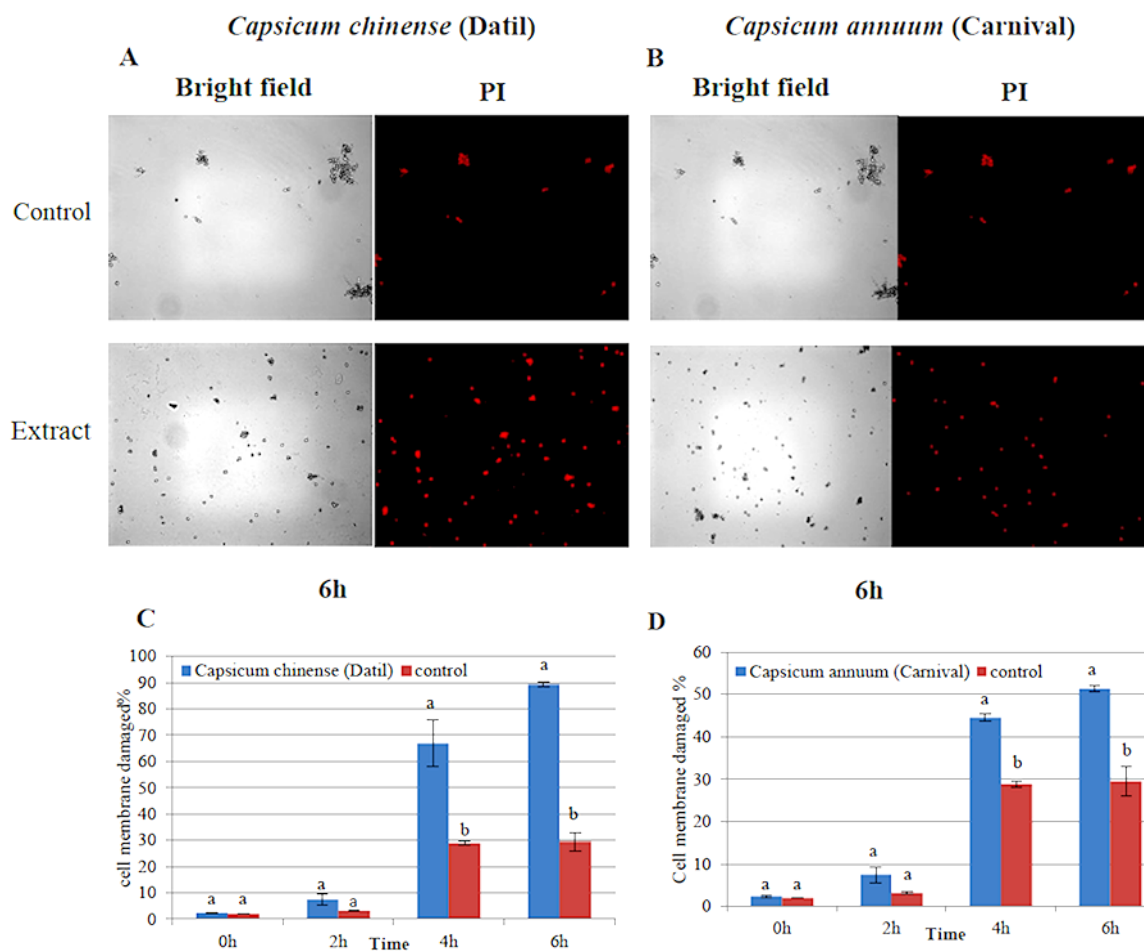 Capsicum chinense (Datil)
Capsicum annuum (Carnival)
A
B
Bright field
PI
Bright field
PI
Control
Extract
6h
6h
C
D
cell membrane damaged%
100
90
80
70
60
50
40
30
20
10
0
Capsicum chinense (Datil)
control
a
a
a
a
a
b
a
b
0h
2h
Time
4h
6h
Cell membrane damaged %
60
50
40
30
20
10
0
Capsicum annuum (Carnival)
control
a
a
a
a
a
b
a
b
0h
2h
Time
4h
6h